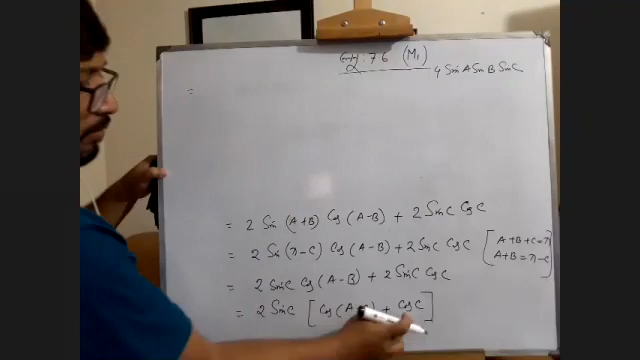 : 76 (M₁)
4 Sin A Sin B Sin C
=
= 2 Sin (A+B) Cos (A-B) + 2 Sin C Cos C
= 2 Sin (π-C) Cos (A-B) + 2 Sin C Cos C [A+B+C=π
A+B=π-C]
= 2 Sin C Cos (A-B) + 2 Sin C Cos C
= 2 Sin C [Cos (A + Cos C]